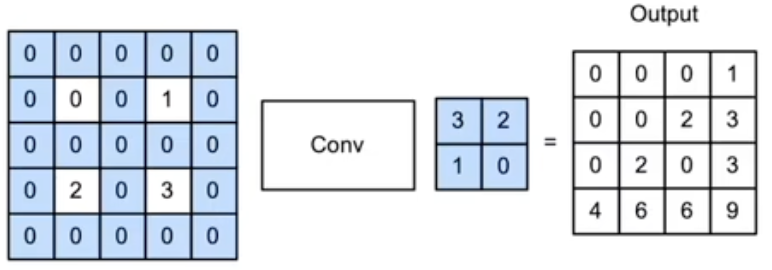 Output
0 0 0 0 0
0 0 0 1 0
0 0 0 0 0
0 2 0 3 0
0 0 0 0 0
Conv
3 2
1 0
=
0 0 0 1
0 0 2 3
0 2 0 3
4 6 6 9